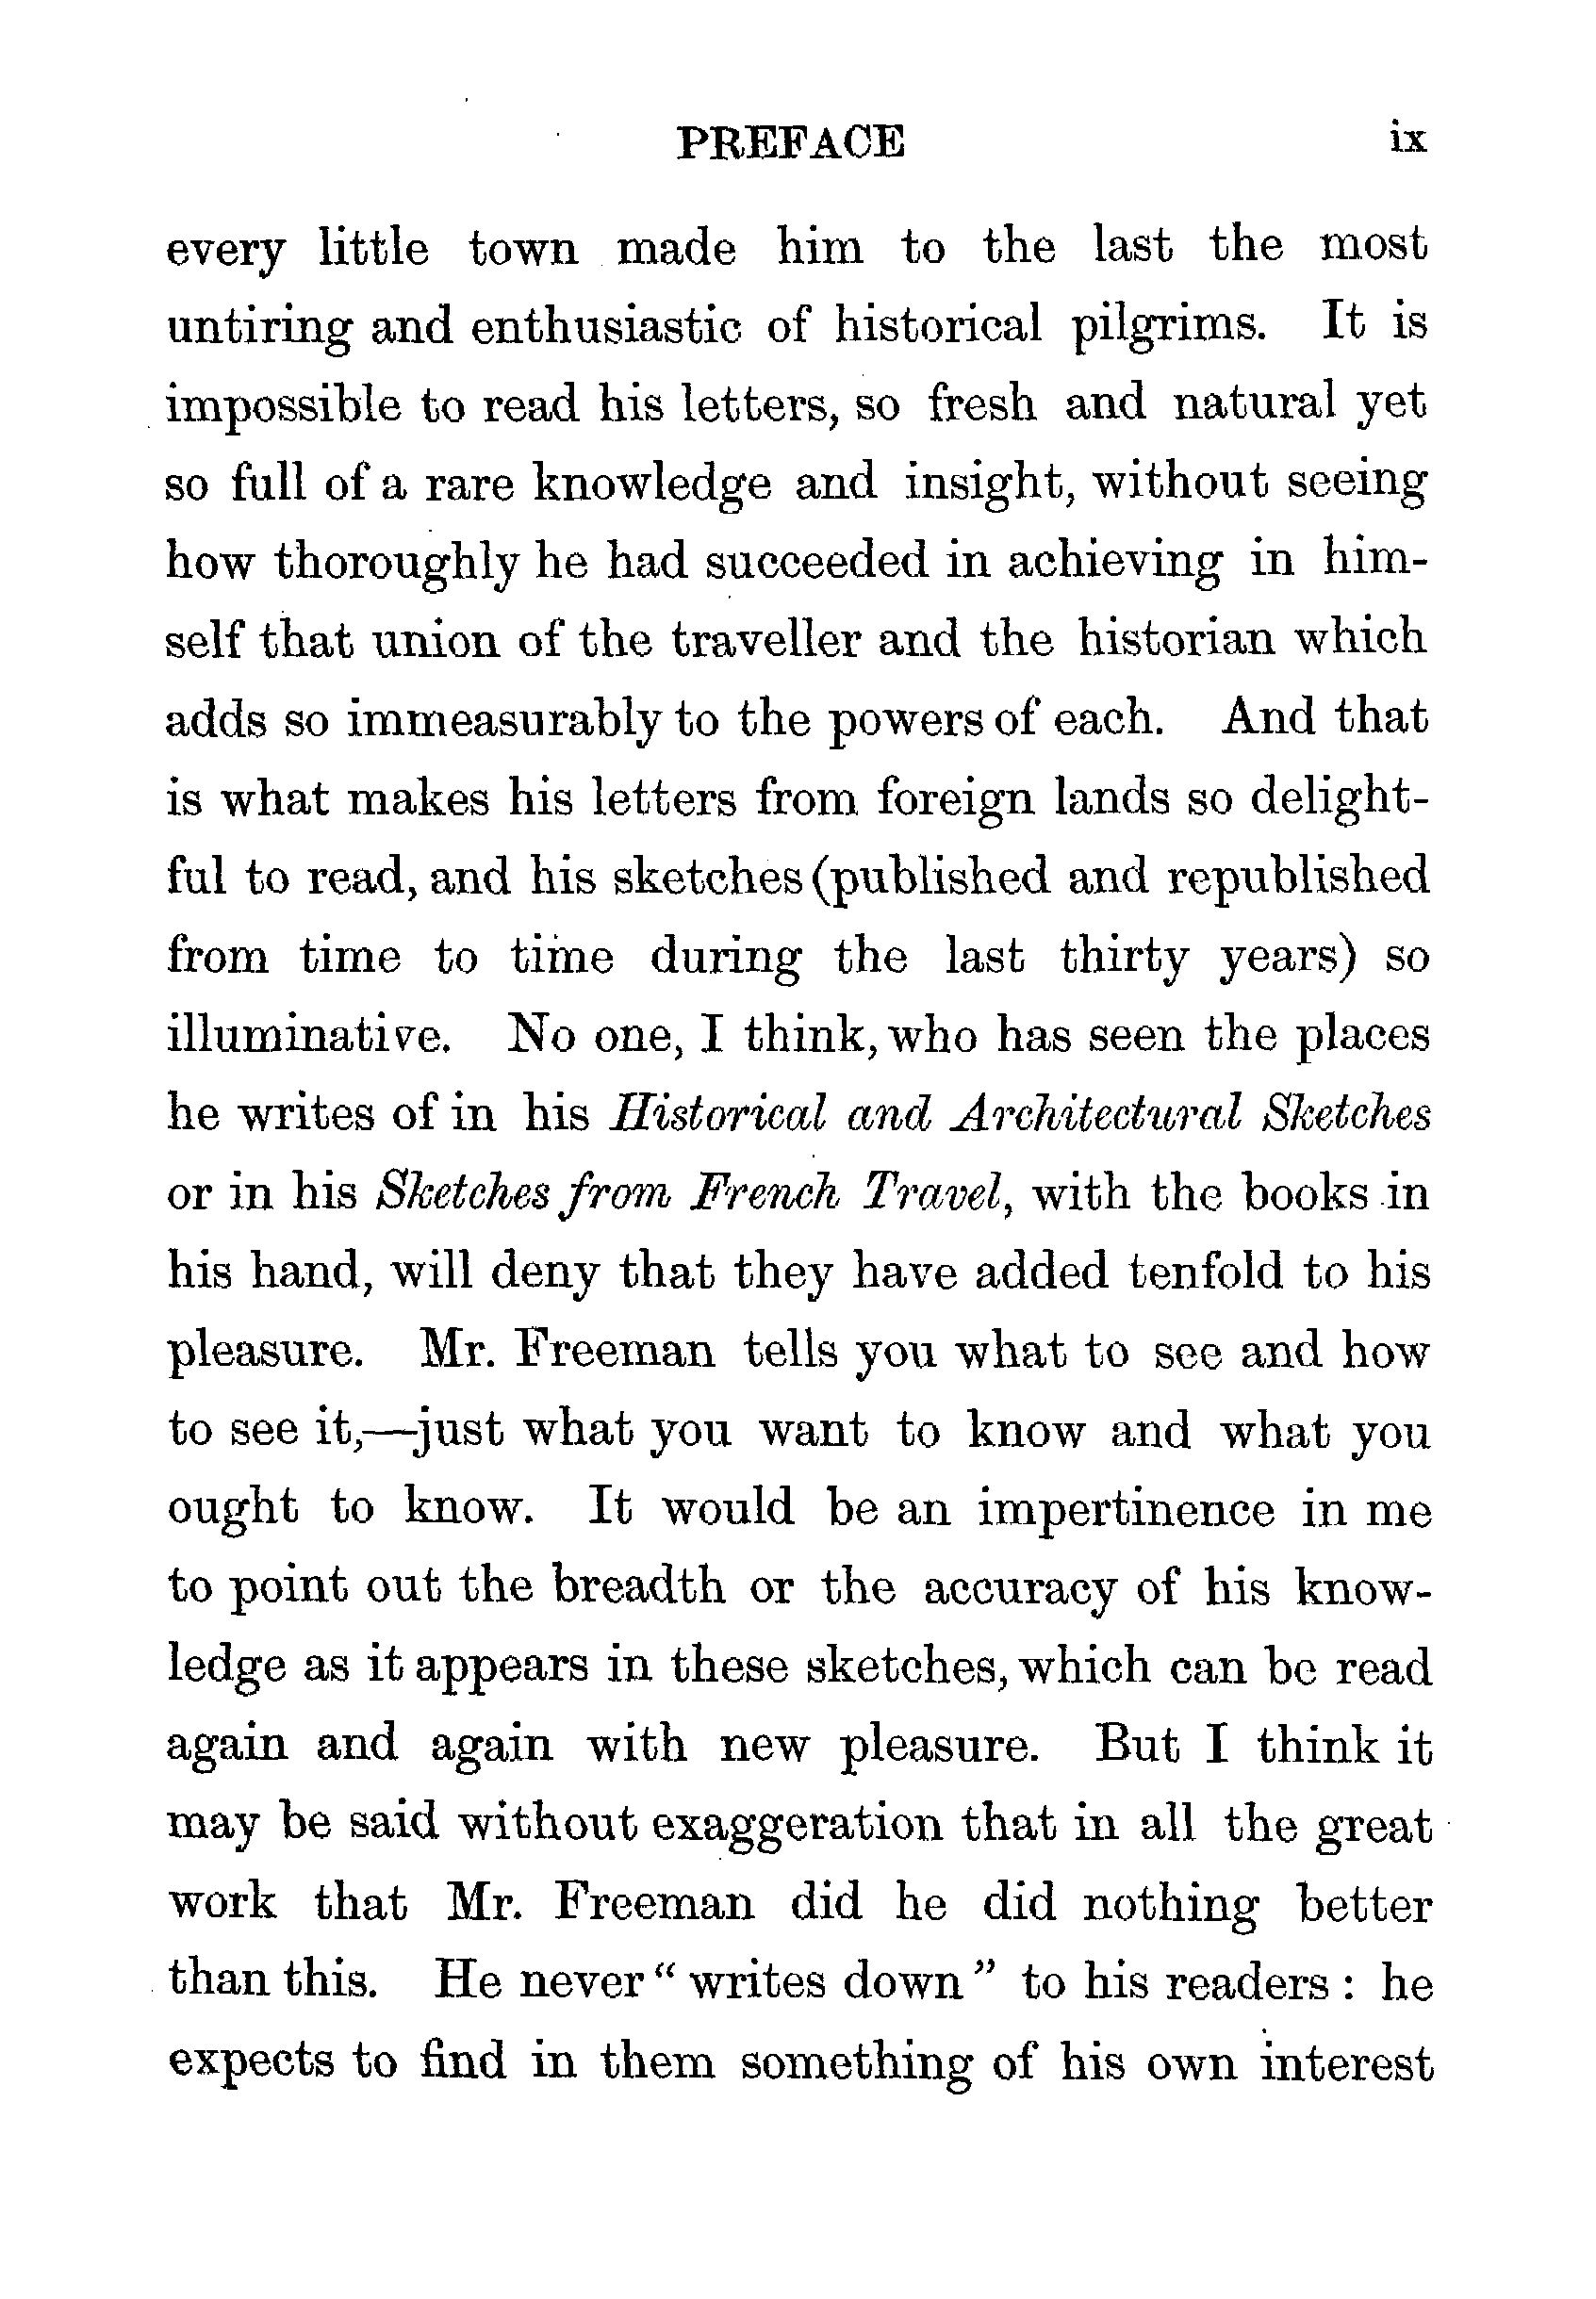 PREFACE ix
every little town made him to the last the most
untiring and enthusiastic of historical pilgrims. It is
impossible to read his letters, so fresh and natural yet
so full of a rare knowledge and insight, without seeing
how thoroughly he had succeeded in achieving in him-
self that union of the traveller and the historian which
adds so immeasurably to the powers of each. And that
is what makes his letters from foreign lands so delight-
ful to read, and his sketches (published and republished
from time to time during the last thirty years) so
illuminative. No one, I think, who has seen the places
he writes of in his Historical and Architectural Sketches
or in his Sketches from French Travel, with the books in
his hand, will deny that they have added tenfold to his
pleasure. Mr. Freeman tells you what to see and how
to see it,—just what you want to know and what you
ought to know. It would be an impertinence in me
to point out the breadth or the accuracy of his know-
ledge as it appears in these sketches, which can be read
again and again with new pleasure. But I think it
may be said without exaggeration that in all the great
work that Mr. Freeman did he did nothing better
than this. He never "writes down" to his readers: he
expects to find in them something of his own interest